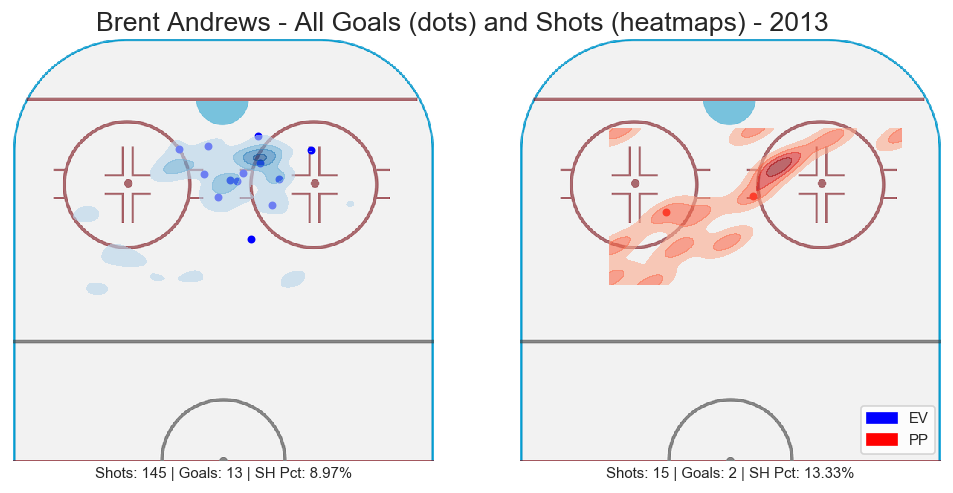 Brent Andrews - All Goals (dots) and Shots (heatmaps) - 2013
EV
PP
Shots: 145 | Goals: 13 | SH Pct: 8.97%
Shots: 15 | Goals: 2 | SH Pct: 13.33%